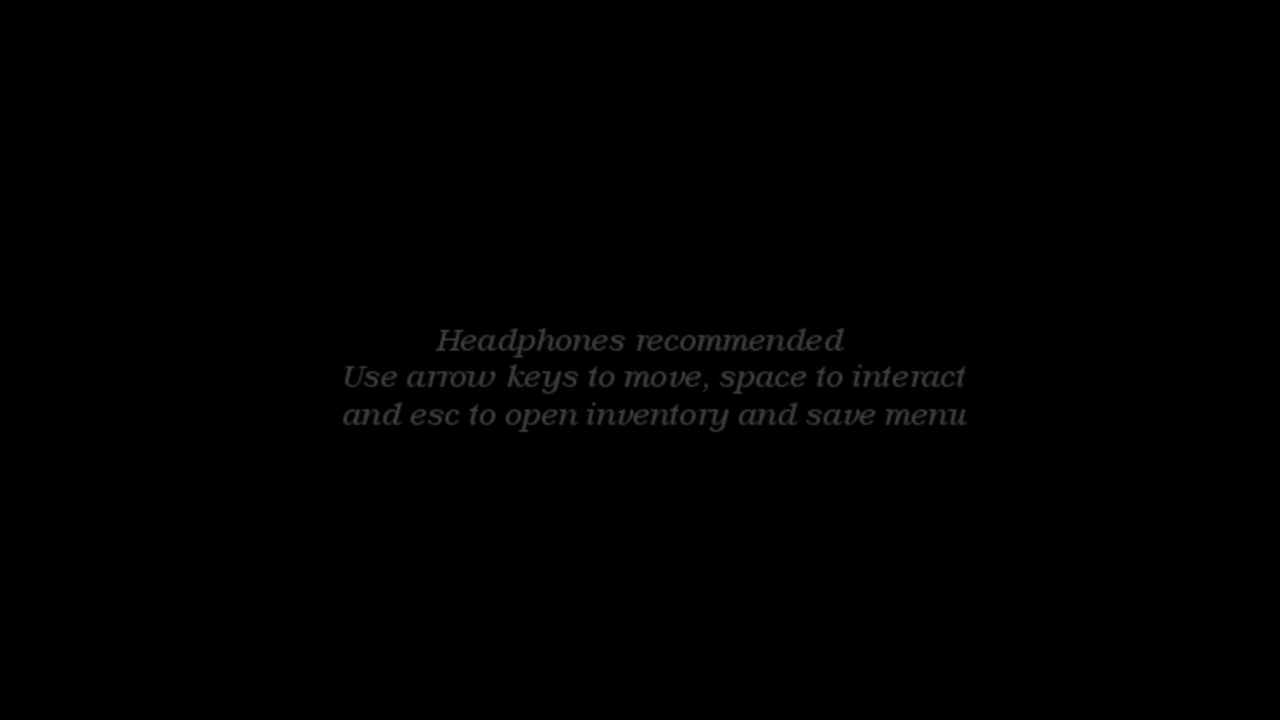 Headphones recommended
Use arrow keys to move, space to interact
and esc to open inventory and save menu